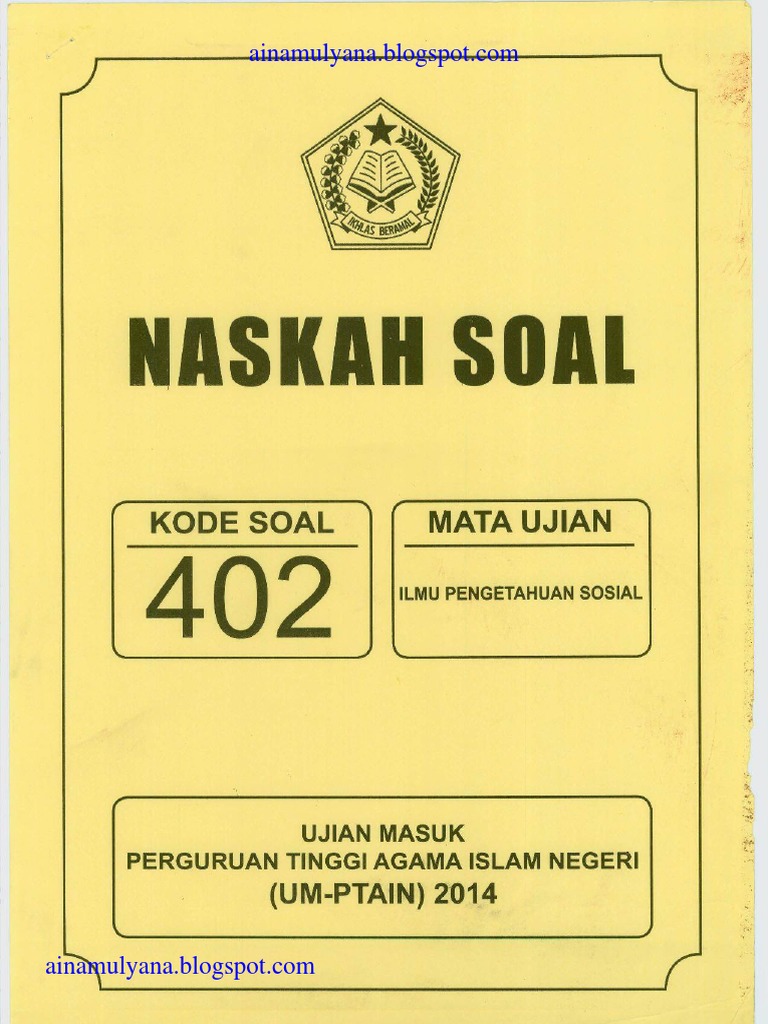 ainamulyana.blogspot.com
IKHLAS BERAMAL
NASKAH SOAL
KODE SOAL
402
MATA UJIAN
ILMU PENGETAHUAN SOSIAL
UJIAN MASUK
PERGURUAN TINGGI AGAMA ISLAM NEGERI
(UM-PTAIN) 2014
ainamulyana.blogspot.com